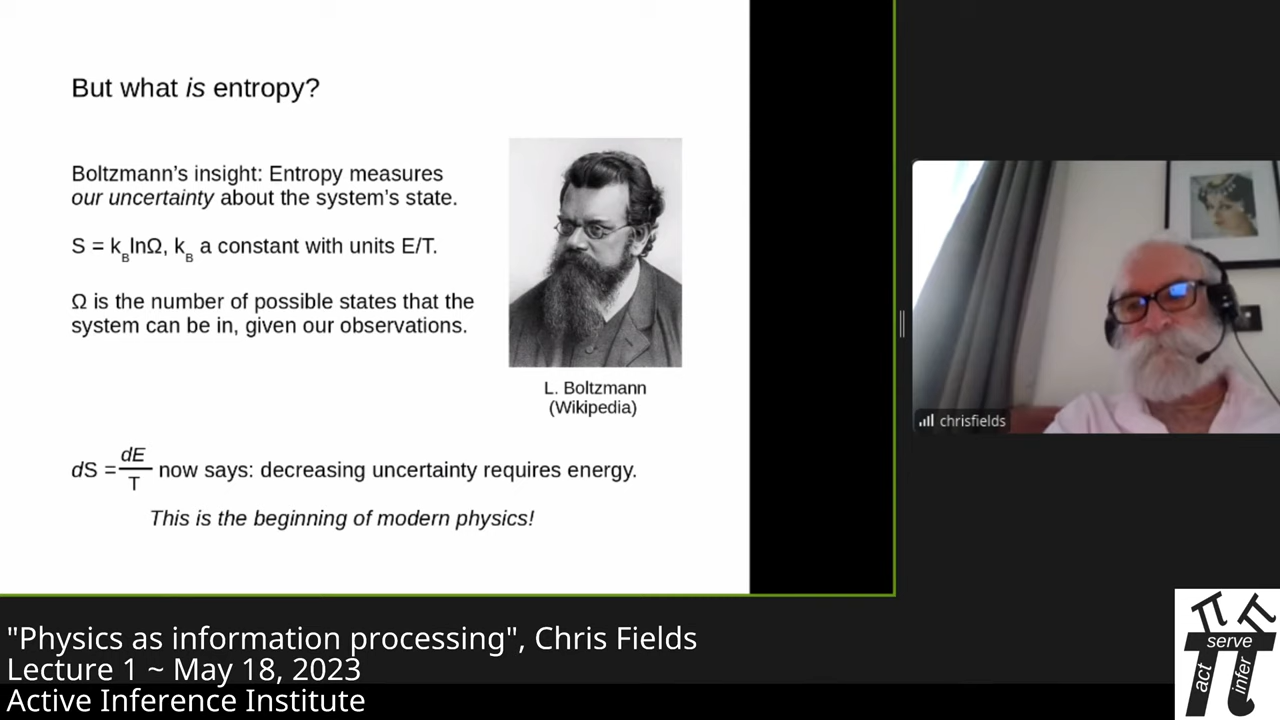 But what is entropy?
Boltzmann’s insight: Entropy measures
our uncertainty about the system’s state.
S = k_B lnΩ, k_B a constant with units E/T.
Ω is the number of possible states that the
system can be in, given our observations.
L. Boltzmann
(Wikipedia)
dS = dE/T now says: decreasing uncertainty requires energy.
This is the beginning of modern physics!
chrisfields
"Physics as information processing", Chris Fields
Lecture 1 ~ May 18, 2023
Active Inference Institute
serve
act
infer